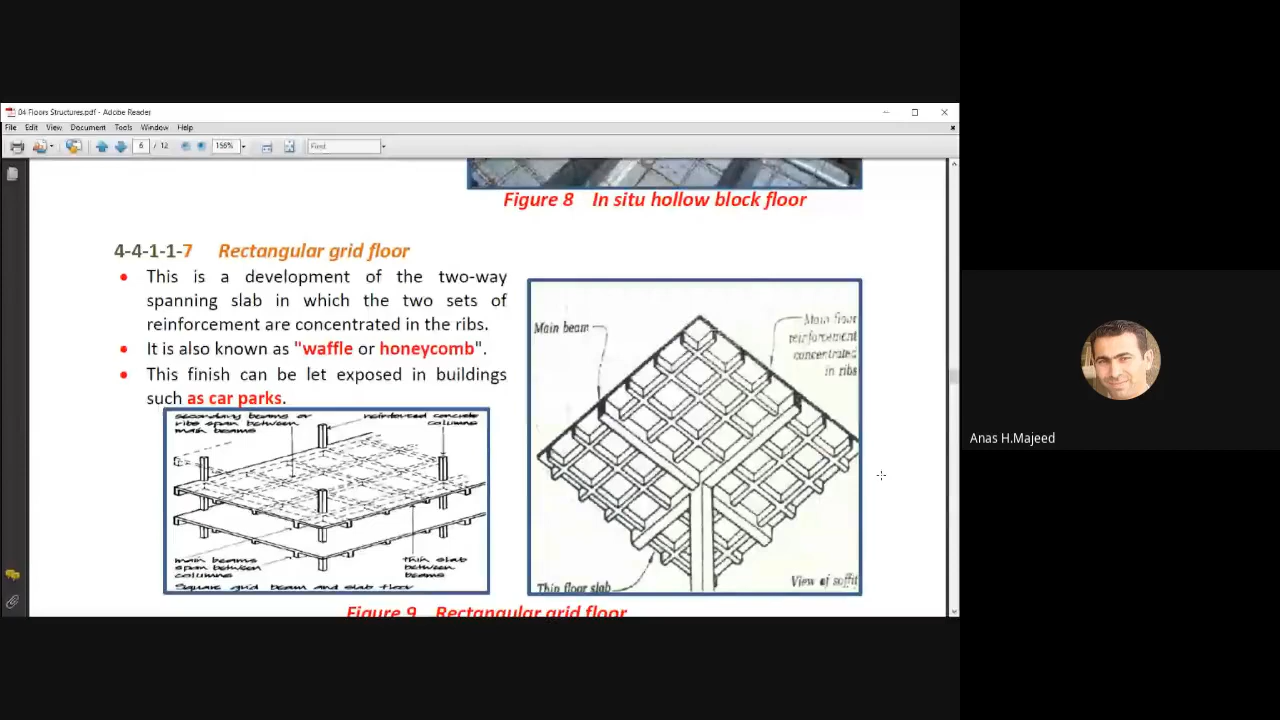 04 Floors Structures.pdf - Adobe Reader
File Edit View Document Tools Window Help
6 / 12 156% Find
Figure 8 In situ hollow block floor
4-4-1-1-7 Rectangular grid floor
• This is a development of the two-way
spanning slab in which the two sets of
reinforcement are concentrated in the ribs.
• It is also known as "waffle or honeycomb".
• This finish can be let exposed in buildings
such as car parks.
secondary beams or
ribs span between
main beams
reinforced concrete
columns
main beams
span between
columns
thin slab
between
beams
Square grid beam and slab floor
Main beam
Main floor
reinforcement
concentrated
in ribs
Thin floor slab
View of soffit
Figure 9 Rectangular grid floor
Anas H.Majeed